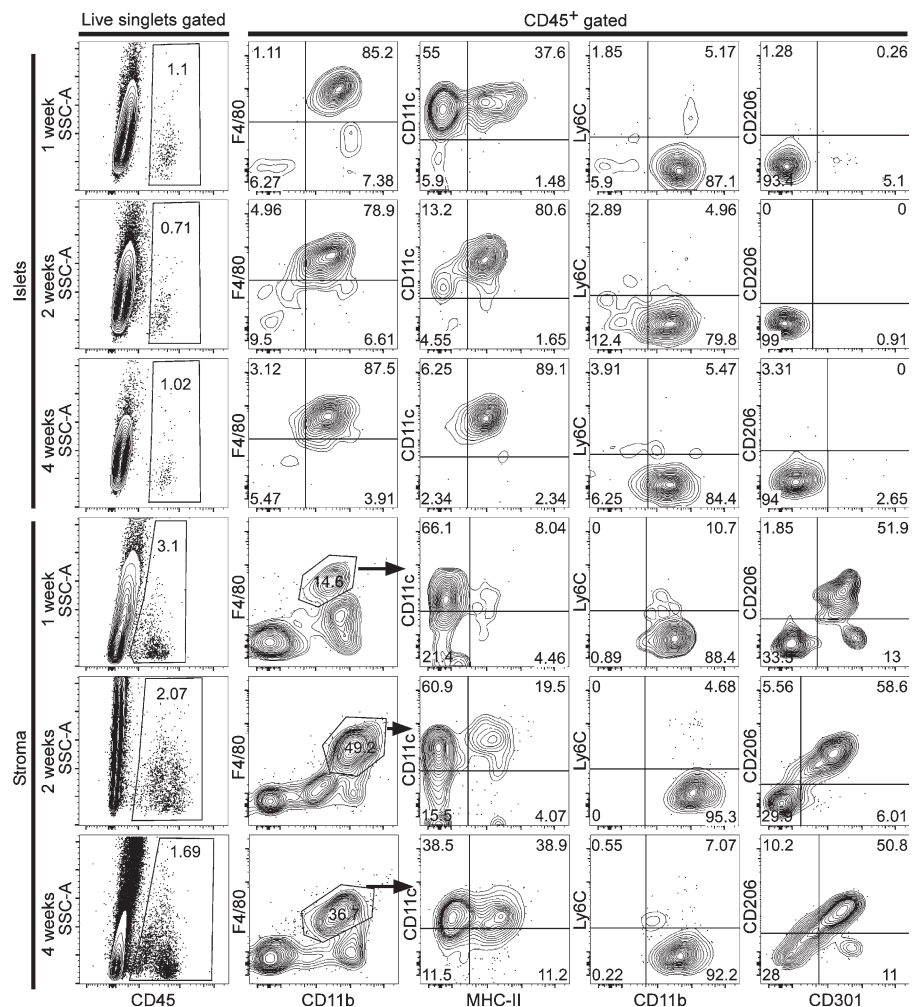 Live singlets gated
CD45+ gated
Islets
1 week
SSC-A
1.1
F4/80
1.11 85.2
6.27 7.38
CD11c
55 37.6
5.9 1.48
Ly6C
1.85 5.17
5.9 87.1
CD206
1.28 0.26
93.4 5.1
2 weeks
SSC-A
0.71
F4/80
4.96 78.9
9.5 6.61
CD11c
13.2 80.6
4.55 1.65
Ly6C
2.89 4.96
12.4 79.8
CD206
0 0
99 0.91
4 weeks
SSC-A
1.02
F4/80
3.12 87.5
5.47 3.91
CD11c
6.25 89.1
2.34 2.34
Ly6C
3.91 5.47
6.25 84.4
CD206
3.31 0
94 2.65
Stroma
1 week
SSC-A
3.1
F4/80
14.6
CD11c
66.1 8.04
21.4 4.46
Ly6C
0 10.7
0.89 88.4
CD206
1.85 51.9
33.3 13
2 weeks
SSC-A
2.07
F4/80
49.2
CD11c
60.9 19.5
15.5 4.07
Ly6C
0 4.68
0 95.3
CD206
5.56 58.6
29.9 6.01
4 weeks
SSC-A
1.69
F4/80
36.7
CD11c
38.5 38.9
11.5 11.2
Ly6C
0.55 7.07
0.22 92.2
CD206
10.2 50.8
28 11
CD45 CD11b MHC-II CD11b CD301